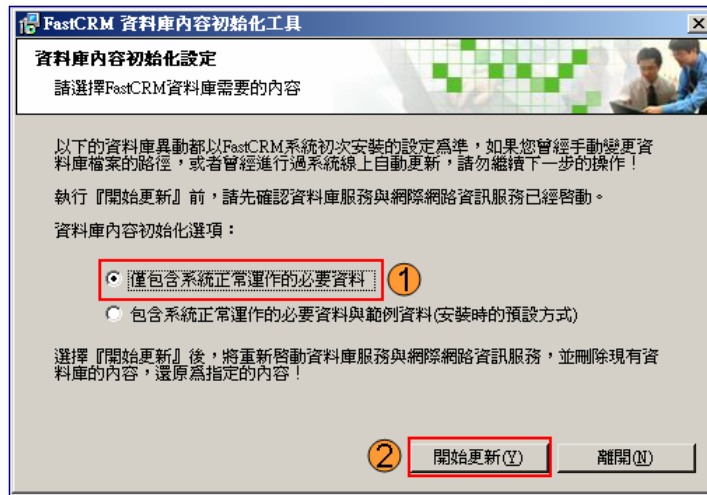 FastCRM 資料庫內容初始化工具
資料庫內容初始化設定
請選擇FastCRM資料庫需要的內容
以下的資料庫異動都以FastCRM系統初次安裝的設定為準，如果您曾經手動變更資
料庫檔案的路徑，或者曾經進行過系統線上自動更新，請勿繼續下一步的操作！
執行『開始更新』前，請先確認資料庫服務與網際網路資訊服務已經啓動。
資料庫內容初始化選項：
僅包含系統正常運作的必要資料 1
包含系統正常運作的必要資料與範例資料(安裝時的預設方式)
選擇『開始更新』後，將重新啓動資料庫服務與網際網路資訊服務，並刪除現有資
料庫的內容，還原為指定的內容！
2 開始更新(Y) 離開(N)